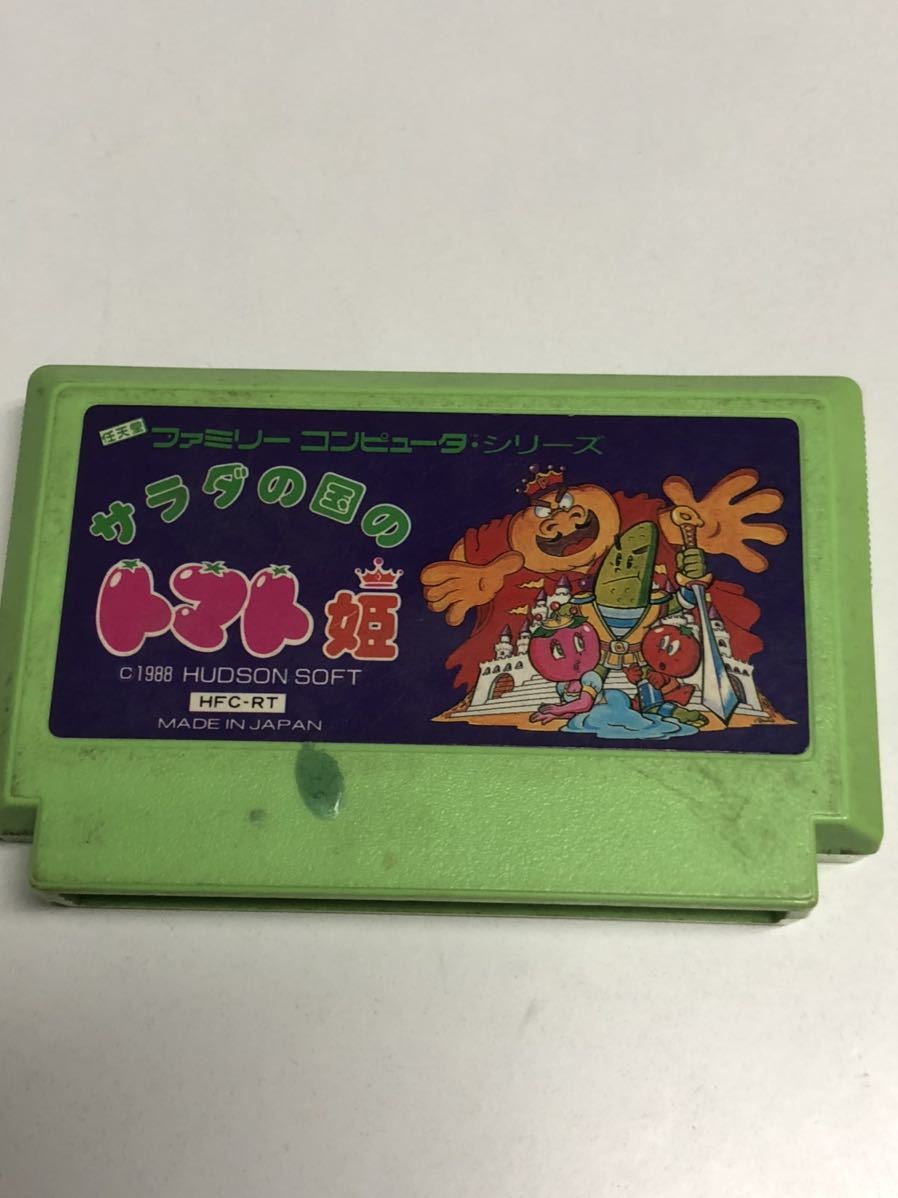 任天堂 ファミリー コンピュータ・シリーズ
サラダの国の
トマト姫
©1988 HUDSON SOFT
HFC-RT
MADE IN JAPAN